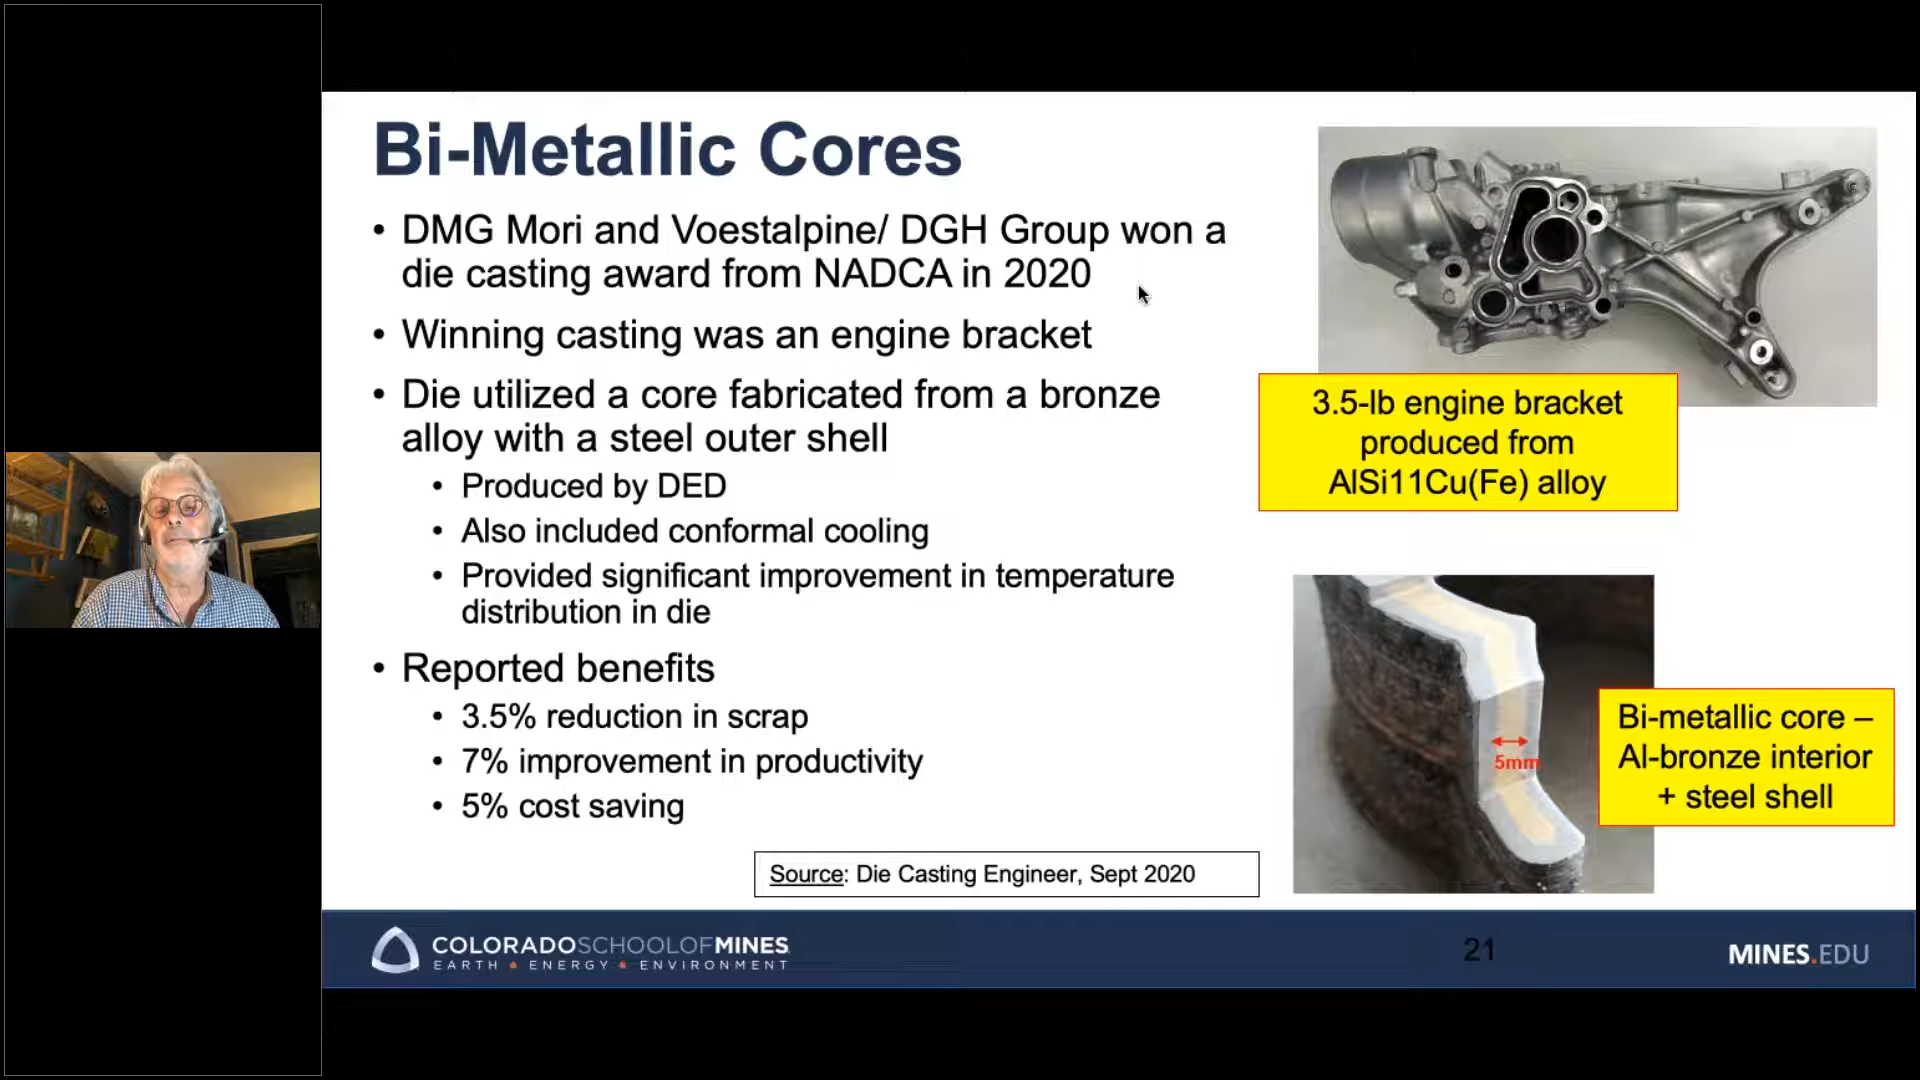 Bi-Metallic Cores
• DMG Mori and Voestalpine/ DGH Group won a
die casting award from NADCA in 2020
• Winning casting was an engine bracket
• Die utilized a core fabricated from a bronze
alloy with a steel outer shell
• Produced by DED
• Also included conformal cooling
• Provided significant improvement in temperature
distribution in die
• Reported benefits
• 3.5% reduction in scrap
• 7% improvement in productivity
• 5% cost saving
3.5-lb engine bracket
produced from
AlSi11Cu(Fe) alloy
5mm
Bi-metallic core –
Al-bronze interior
+ steel shell
Source: Die Casting Engineer, Sept 2020
COLORADOSCHOOLOFMINES
EARTH • ENERGY • ENVIRONMENT
21
MINES.EDU